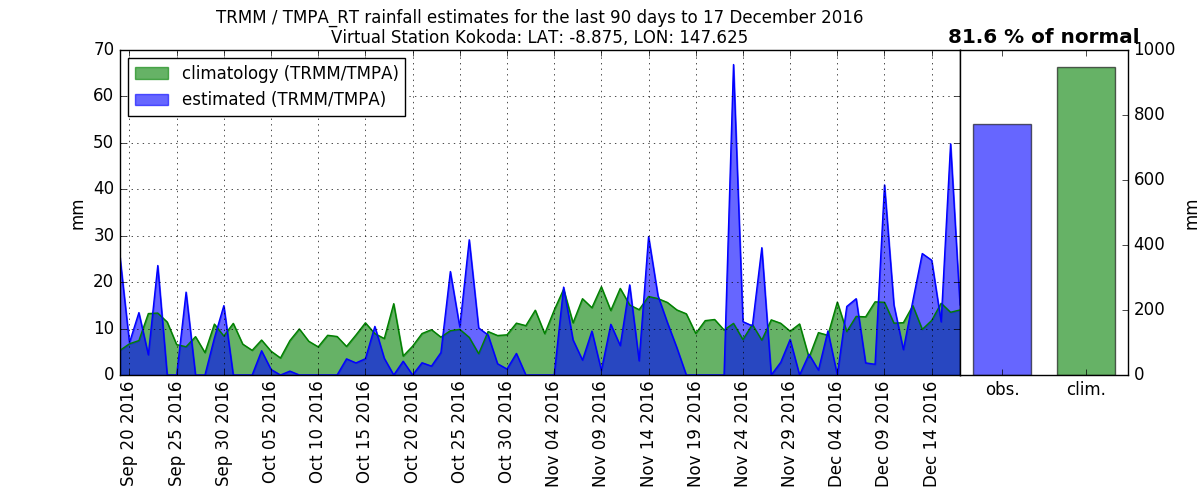 TRMM / TMPA_RT rainfall estimates for the last 90 days to 17 December 2016
Virtual Station Kokoda: LAT: -8.875, LON: 147.625
81.6 % of normal
climatology (TRMM/TMPA)
estimated (TRMM/TMPA)
70
60
50
40
30
20
10
0
mm
Sep 20 2016
Sep 25 2016
Sep 30 2016
Oct 05 2016
Oct 10 2016
Oct 15 2016
Oct 20 2016
Oct 25 2016
Oct 30 2016
Nov 04 2016
Nov 09 2016
Nov 14 2016
Nov 19 2016
Nov 24 2016
Nov 29 2016
Dec 04 2016
Dec 09 2016
Dec 14 2016
obs.
clim.
1000
800
600
400
200
0
mm